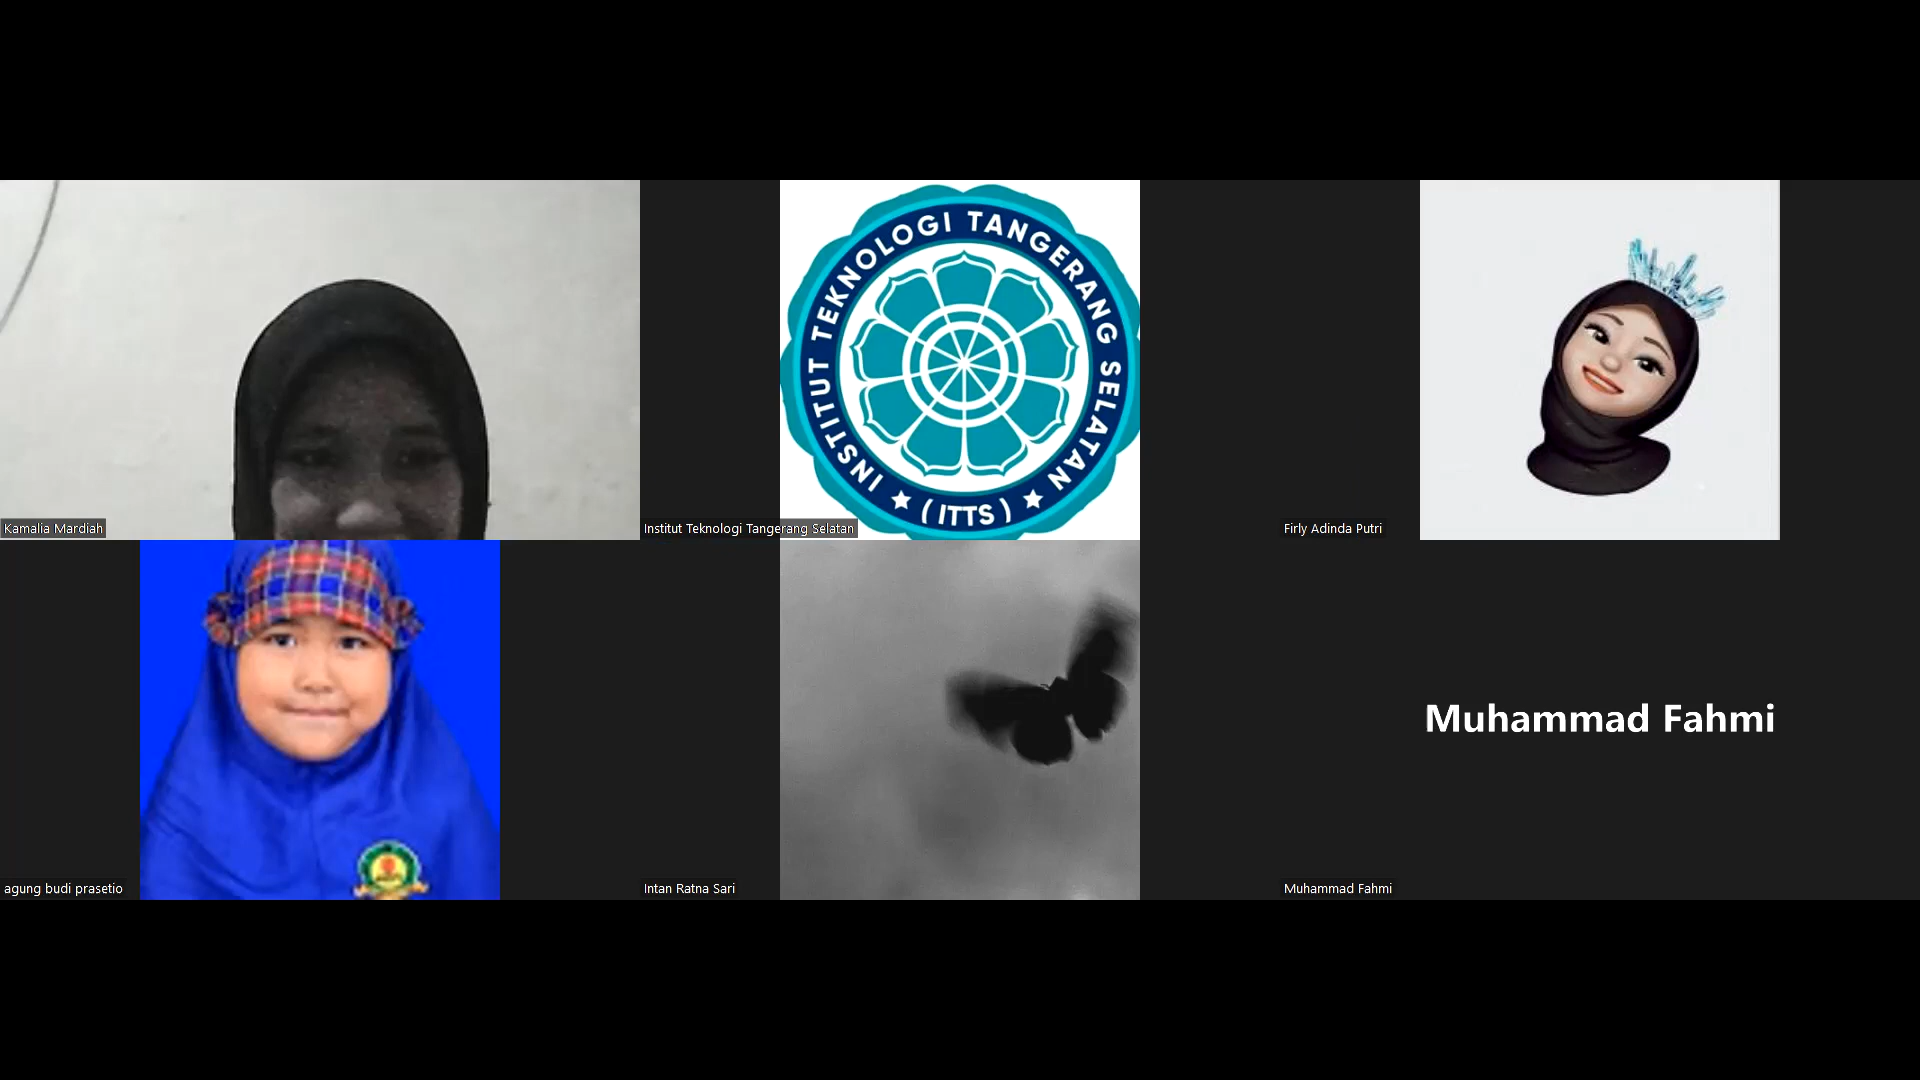 INSTITUT TEKNOLOGI TANGERANG SELATAN
( ITTS )
Kamalia Mardiah
Institut Teknologi Tangerang Selatan
Firly Adinda Putri
Muhammad Fahmi
agung budi prasetio
Intan Ratna Sari
Muhammad Fahmi